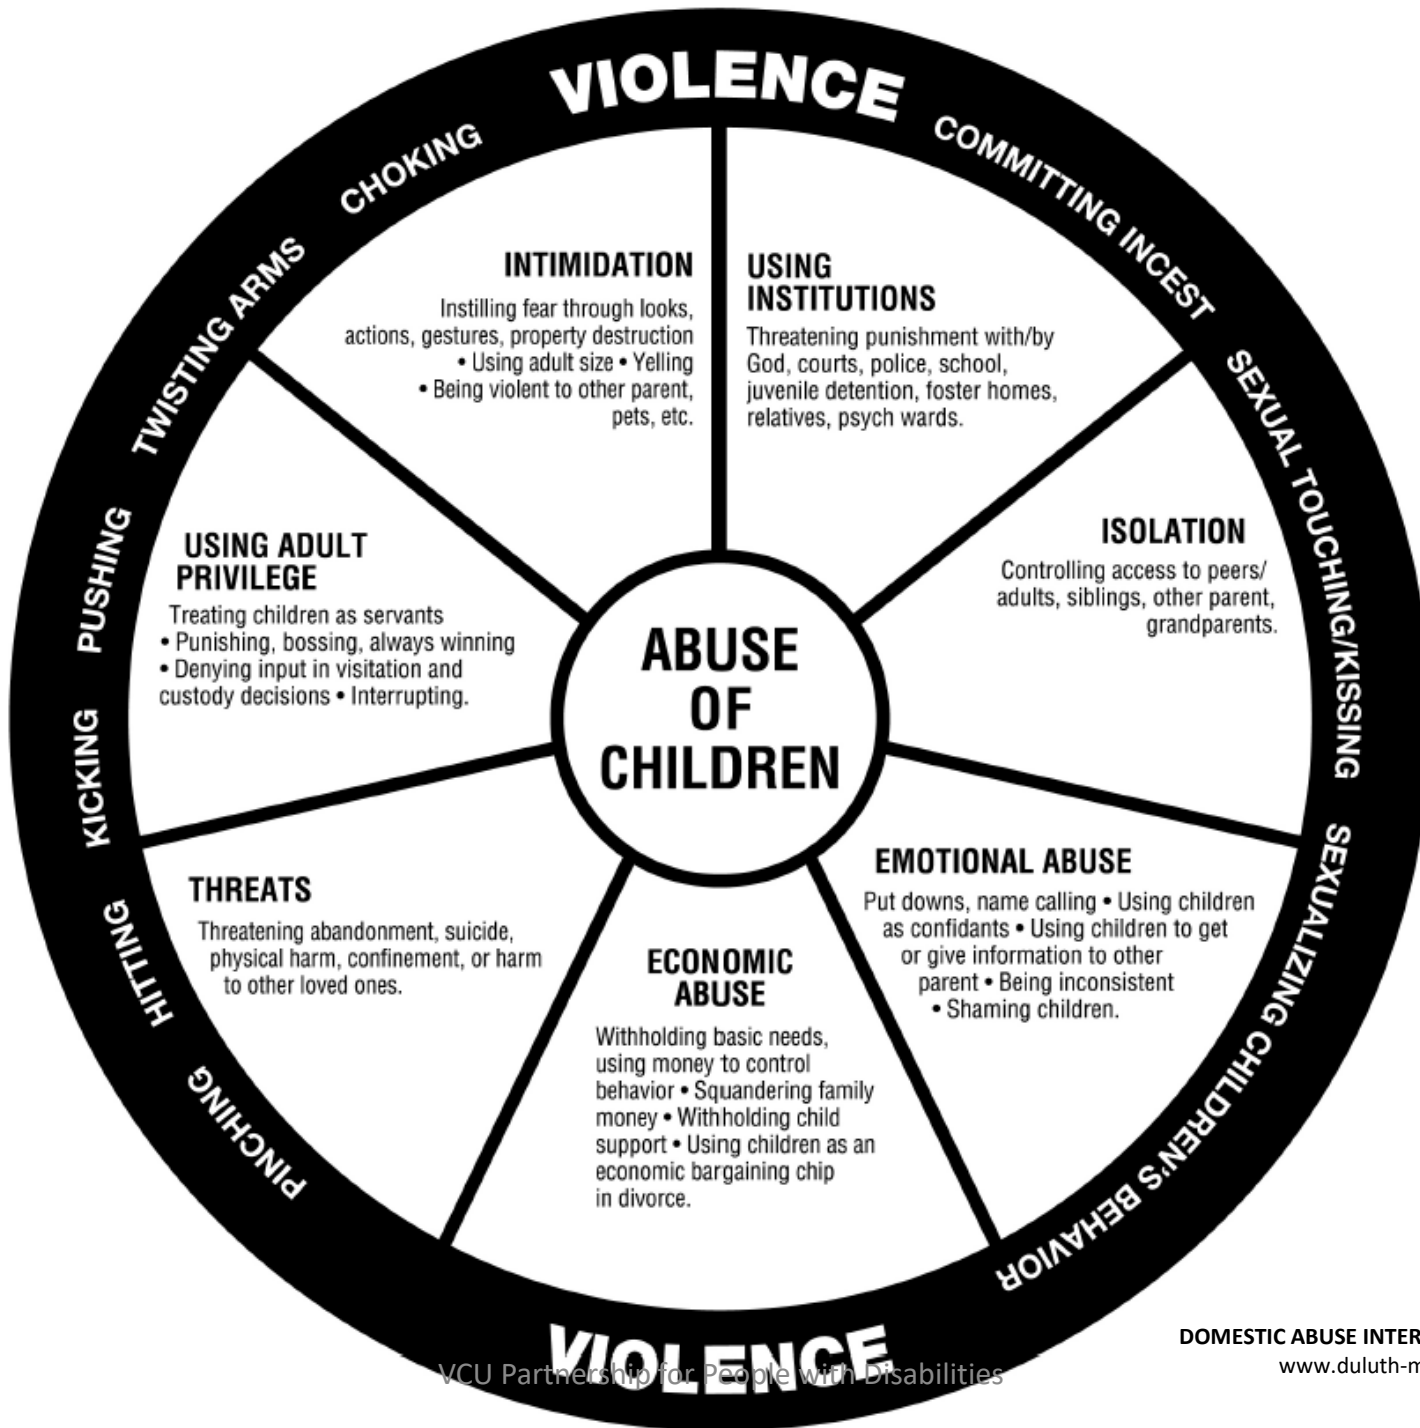 VIOLENCE
CHOKING
TWISTING ARMS
PUSHING
KICKING
HITTING
PINCHING
COMMITTING INCEST
SEXUAL TOUCHING/KISSING
SEXUALIZING CHILDREN'S BEHAVIOR
VIOLENCE
INTIMIDATION
Instilling fear through looks,
actions, gestures, property destruction
• Using adult size • Yelling
• Being violent to other parent,
pets, etc.
USING
INSTITUTIONS
Threatening punishment with/by
God, courts, police, school,
juvenile detention, foster homes,
relatives, psych wards.
ISOLATION
Controlling access to peers/
adults, siblings, other parent,
grandparents.
EMOTIONAL ABUSE
Put downs, name calling • Using children
as confidants • Using children to get
or give information to other
parent • Being inconsistent
• Shaming children.
ECONOMIC
ABUSE
Withholding basic needs,
using money to control
behavior • Squandering family
money • Withholding child
support • Using children as an
economic bargaining chip
in divorce.
THREATS
Threatening abandonment, suicide,
physical harm, confinement, or harm
to other loved ones.
USING ADULT
PRIVILEGE
Treating children as servants
• Punishing, bossing, always winning
• Denying input in visitation and
custody decisions • Interrupting.
ABUSE
OF
CHILDREN
VCU Partnership for People with Disabilities
DOMESTIC ABUSE INTER
www.duluth-m